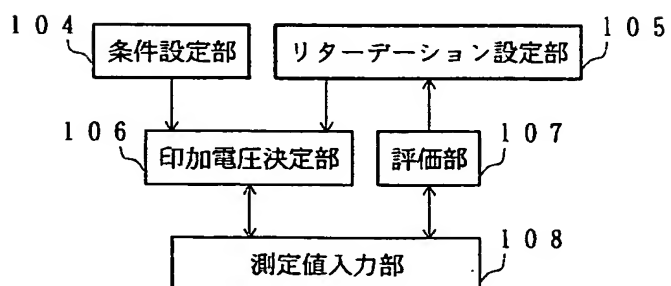 104
条件設定部
リターデーション設定部
105
106
印加電圧決定部
評価部
107
測定値入力部
108